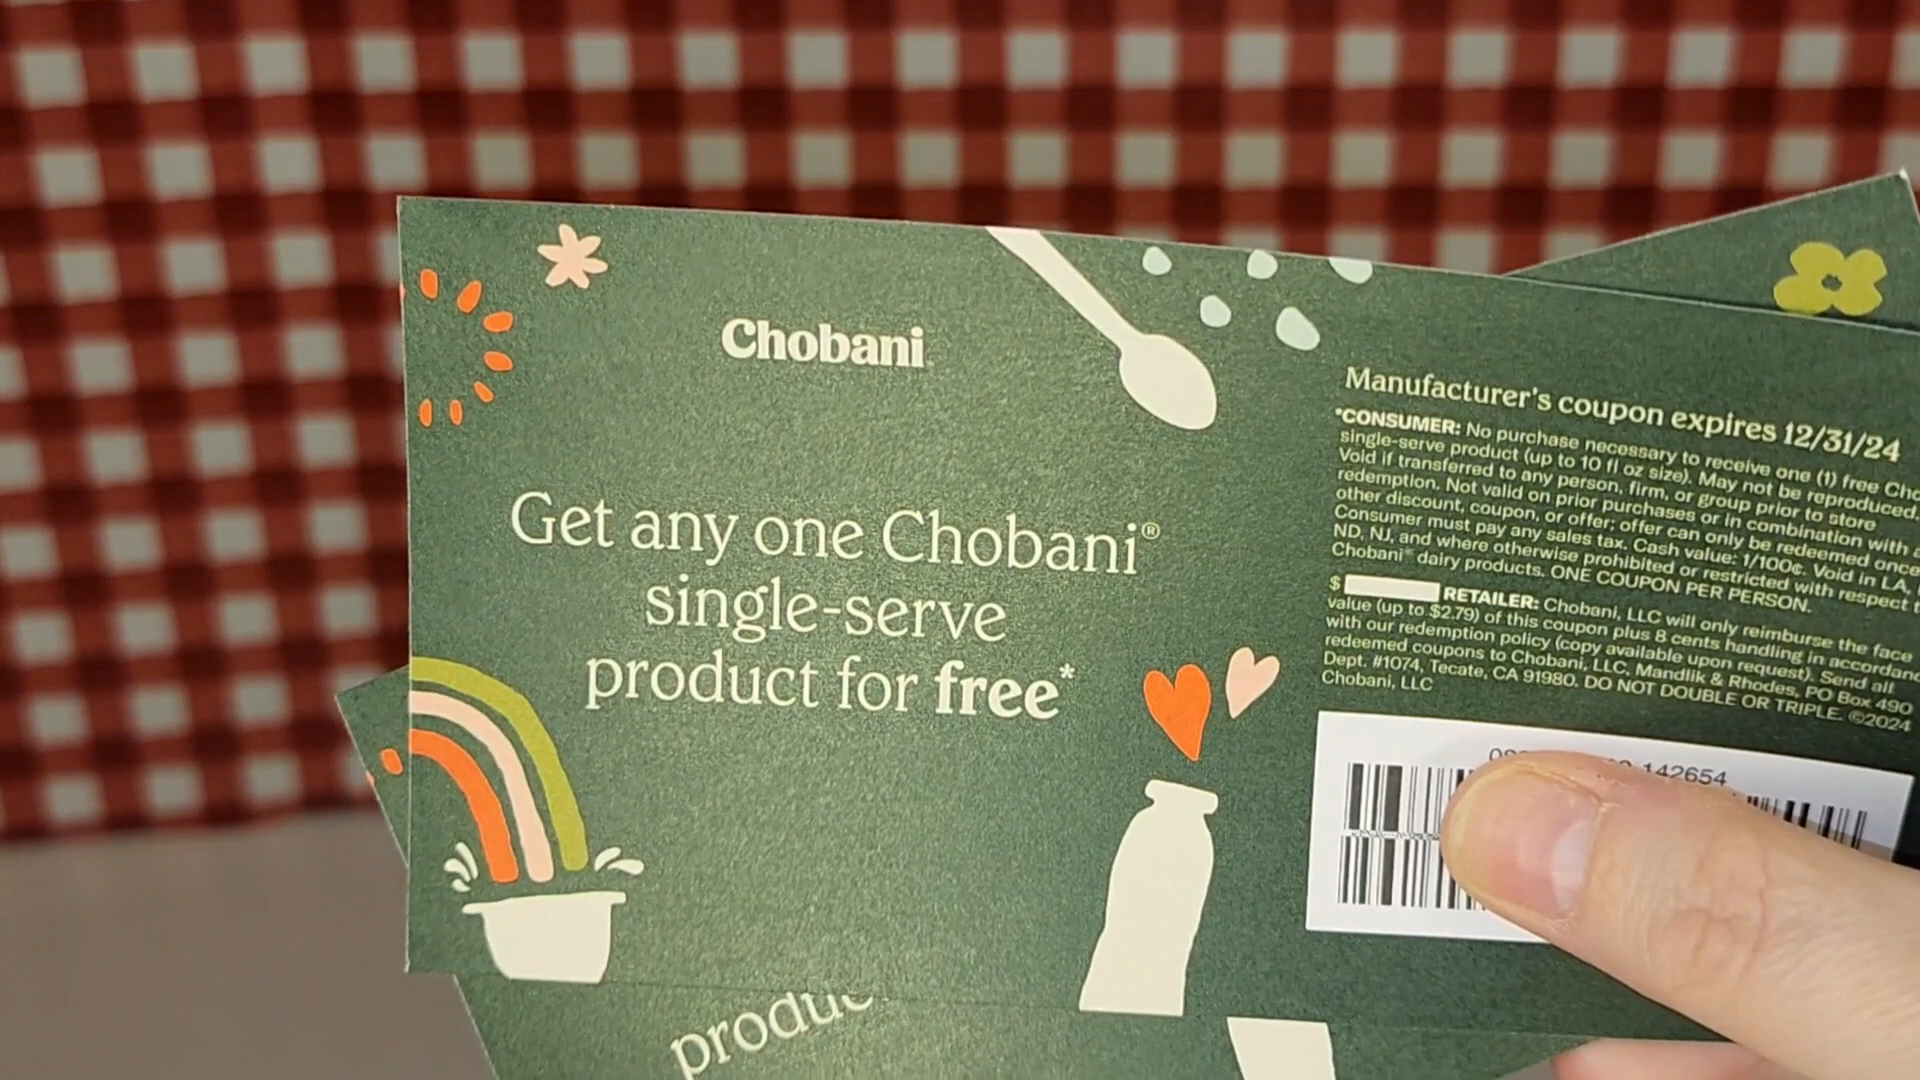 Chobani
Get any one Chobani®
single-serve
product for free*
Manufacturer's coupon expires 12/31/24
*CONSUMER: No purchase necessary to receive one (1) free
single-serve product (up to 10 fl oz size). May not be reproduced.
Void if transferred to any person, firm, or group prior to store
redemption. Not valid on prior purchases or in combination with
other discount, coupon, or offer; offer can only be redeemed once.
Consumer must pay any sales tax. Cash value: 1/100¢. Void in LA,
ND, NJ, and where otherwise prohibited or restricted with respect
Chobani® dairy products. ONE COUPON PER PERSON.
$ RETAILER: Chobani, LLC will only reimburse the face
value (up to $2.79) of this coupon plus 8 cents handling in
with our redemption policy (copy available upon request). Send all
redeemed coupons to Chobani, LLC, Mandlik & Rhodes, PO Box 490
Dept. #1074, Tecate, CA 91980. DO NOT DOUBLE OR TRIPLE. ©2024
Chobani, LLC
142654